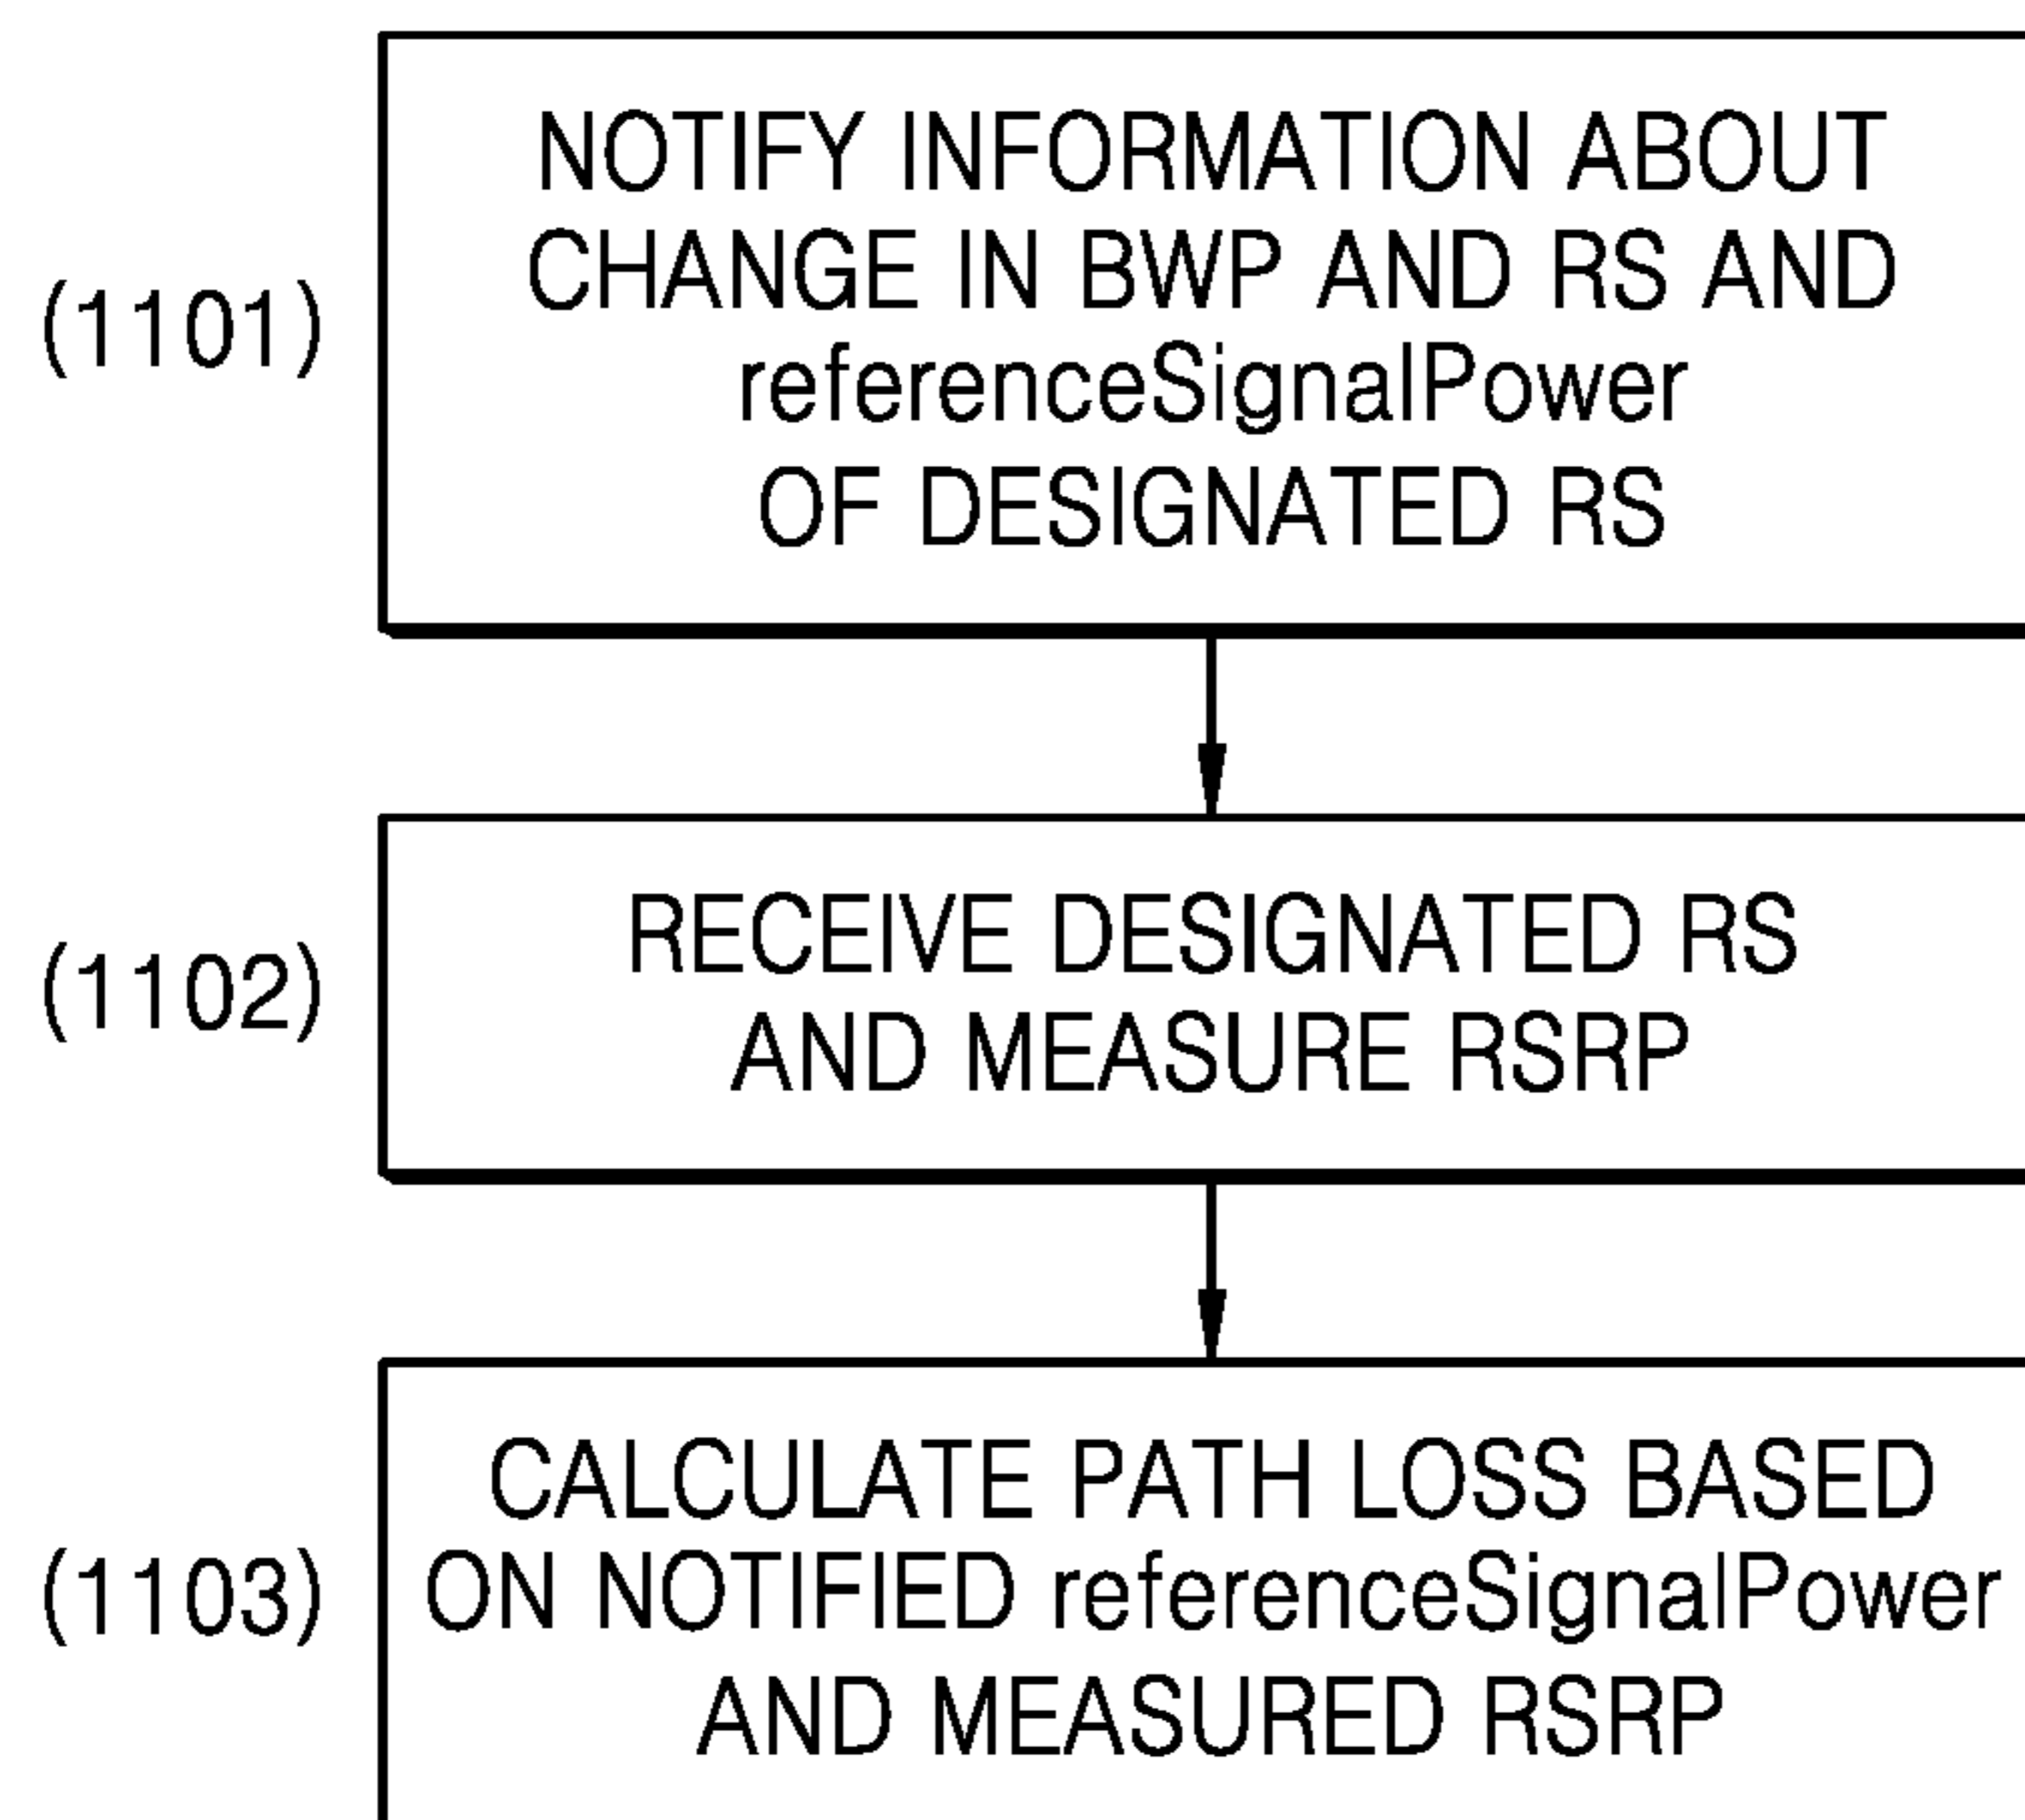 (1101)
NOTIFY INFORMATION ABOUT
CHANGE IN BWP AND RS AND
referenceSignalPower
OF DESIGNATED RS
(1102)
RECEIVE DESIGNATED RS
AND MEASURE RSRP
(1103)
CALCULATE PATH LOSS BASED
ON NOTIFIED referenceSignalPower
AND MEASURED RSRP